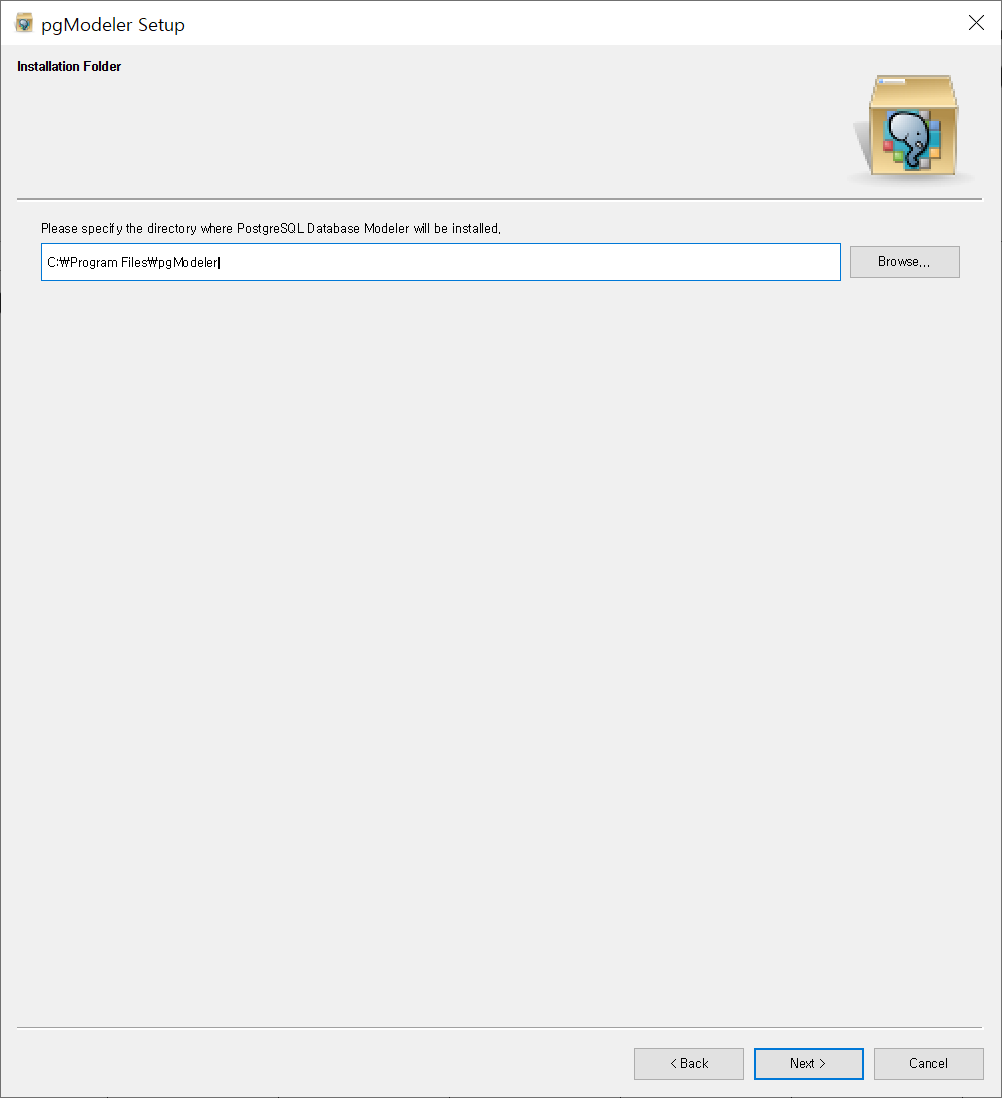 pgModeler Setup
Installation Folder
Please specify the directory where PostgreSQL Database Modeler will be installed.
C:₩Program Files₩pgModeler
Browse...
< Back
Next >
Cancel